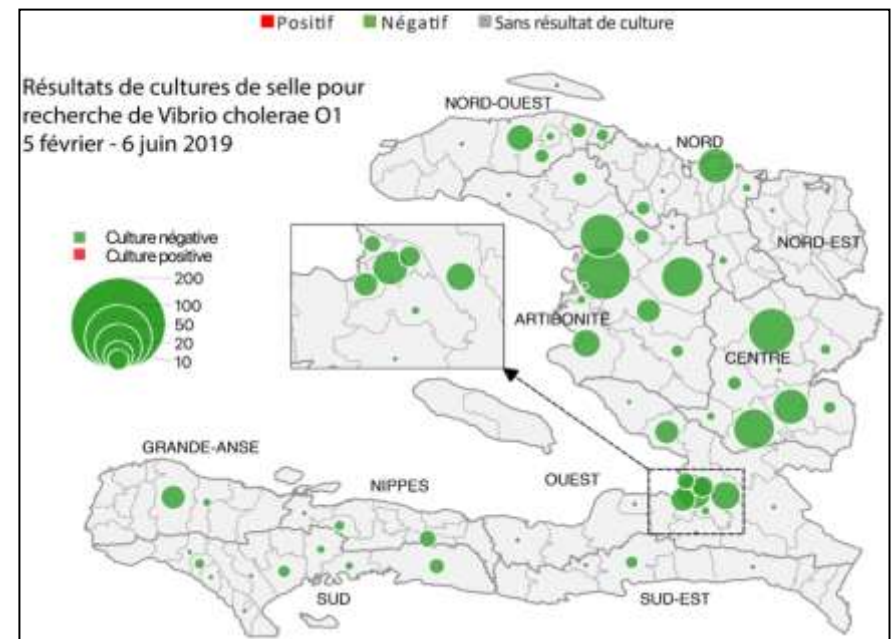 Positif Négatif Sans résultat de culture
Résultats de cultures de selle pour
recherche de Vibrio cholerae O1
5 février - 6 juin 2019
Culture négative
Culture positive
200
100
50
20
10
NORD-OUEST
NORD
NORD-EST
ARTIBONITE
CENTRE
GRANDE-ANSE
NIPPES
OUEST
SUD
SUD-EST